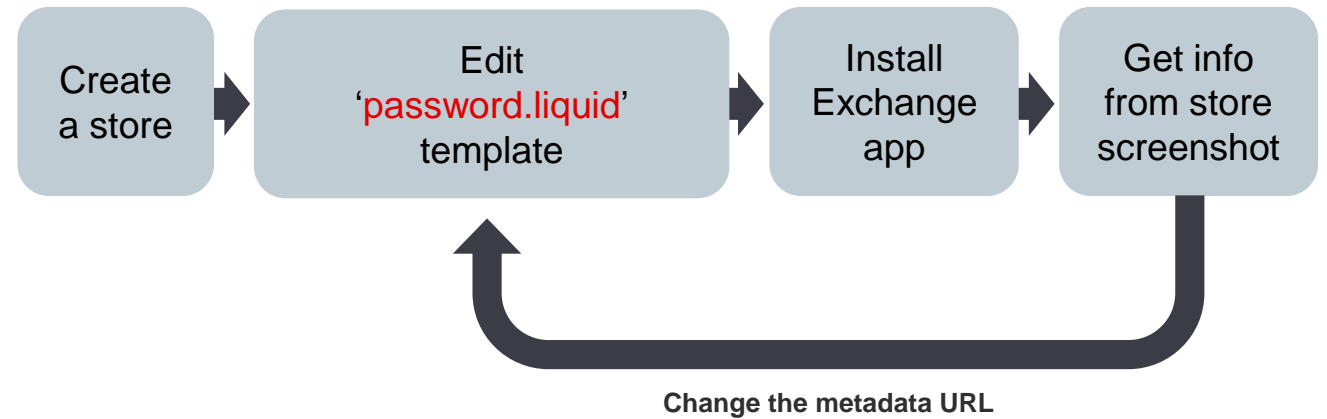 Create
a store
Edit
‘password.liquid’
template
Install
Exchange
app
Get info
from store
screenshot
Change the metadata URL